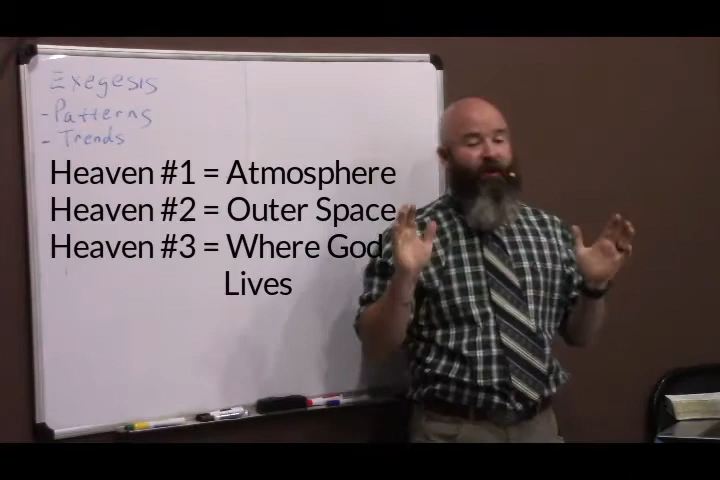 Exegesis
- Patterns
- Trends
Heaven #1 = Atmosphere
Heaven #2 = Outer Space
Heaven #3 = Where God
Lives